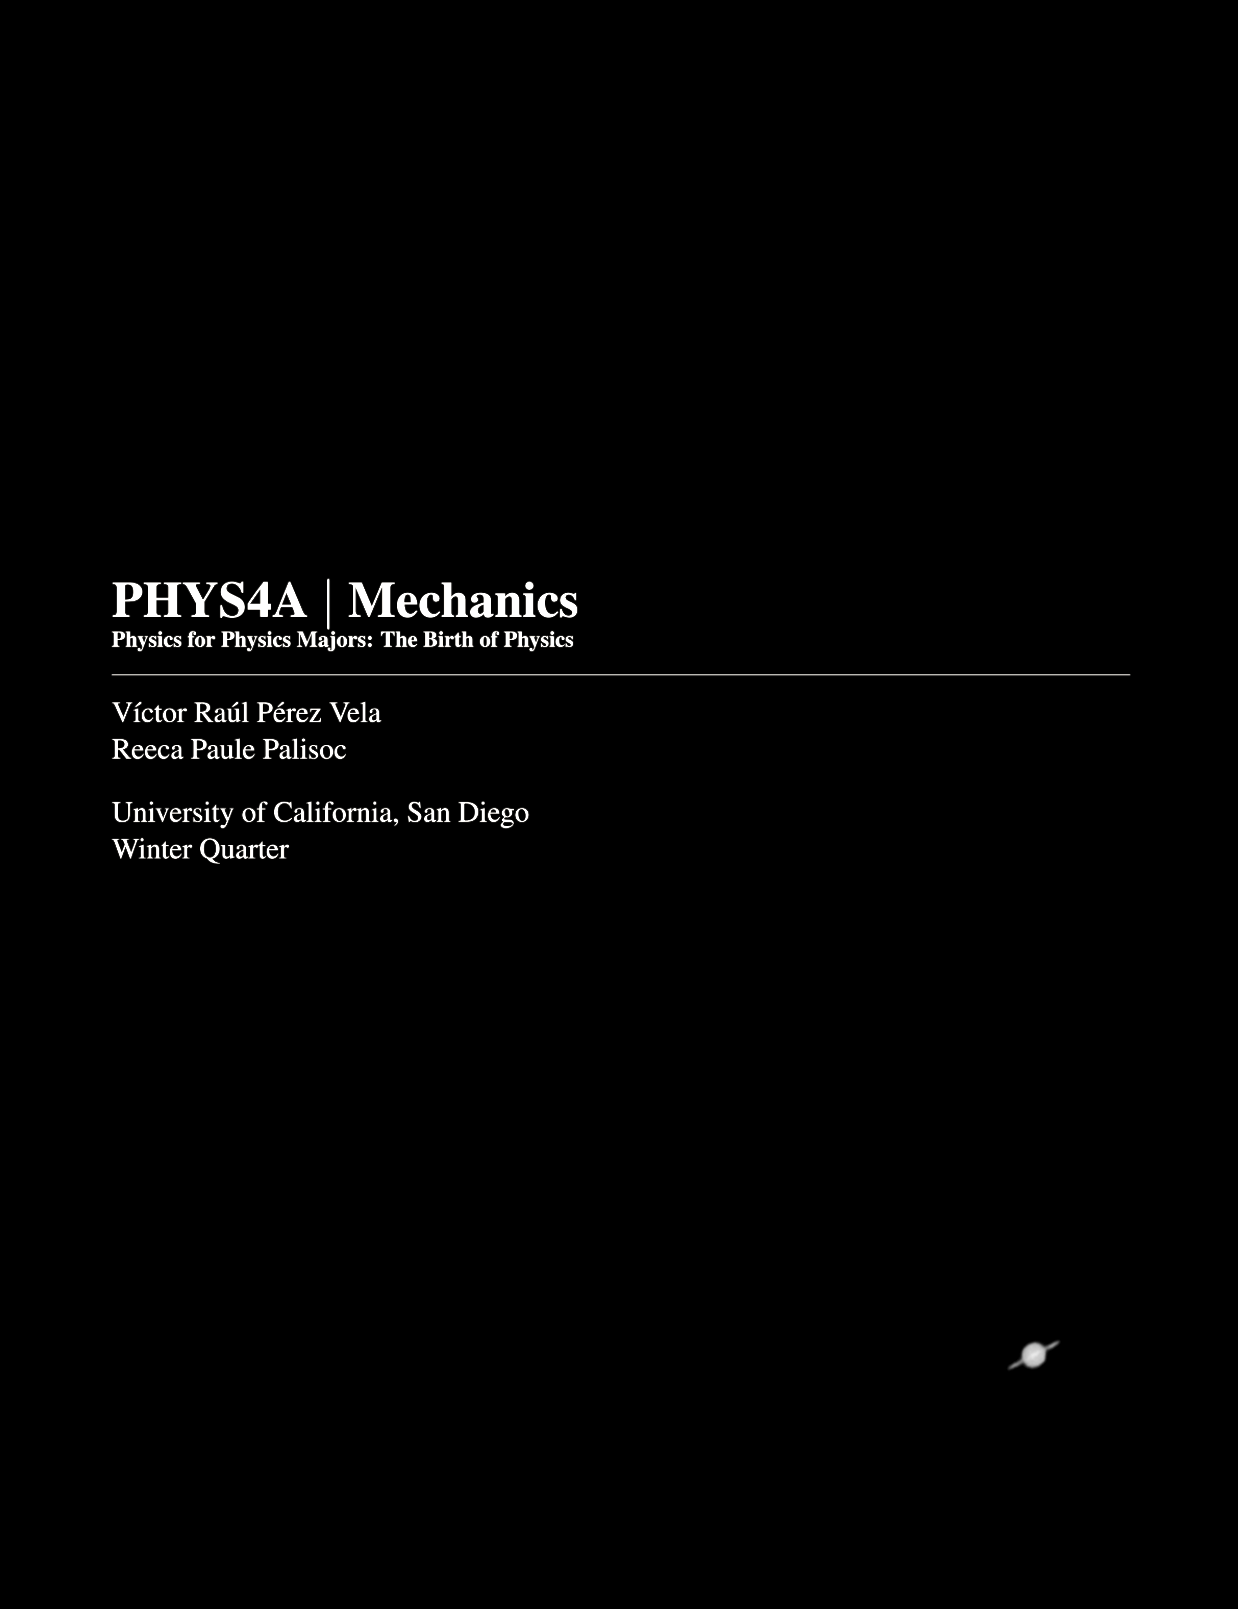 PHYS4A | Mechanics
Physics for Physics Majors: The Birth of Physics
Víctor Raúl Pérez Vela
Reeca Paule Palisoc
University of California, San Diego
Winter Quarter